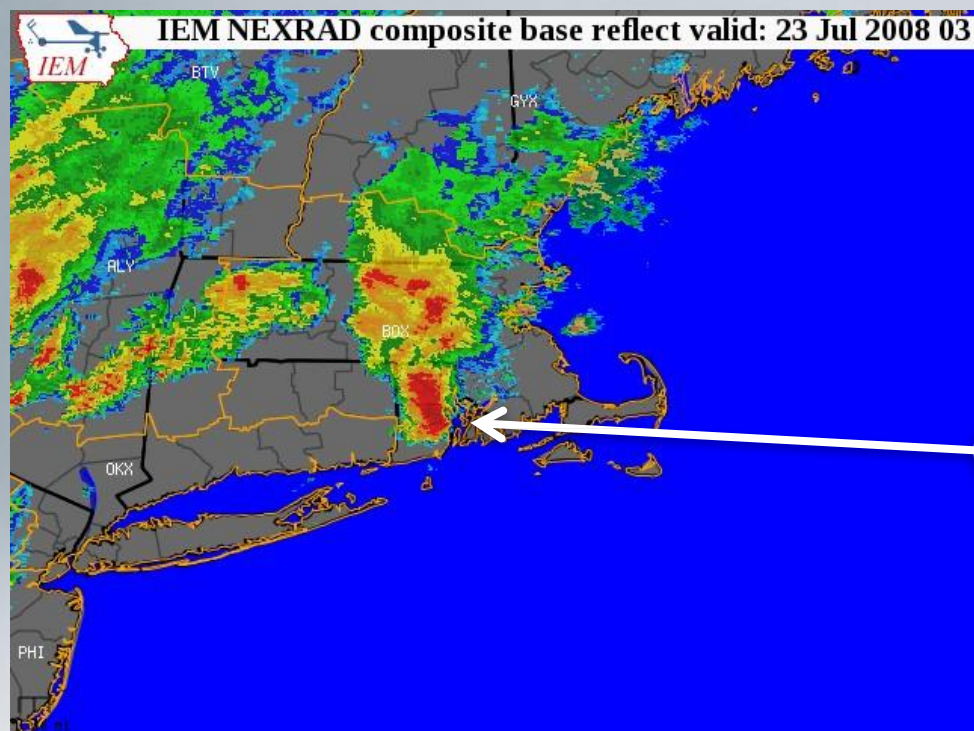 IEM NEXRAD composite base reflect valid: 23 Jul 2008 03
IEM
BTV
GYX
ALY
BOX
OKX
PHI